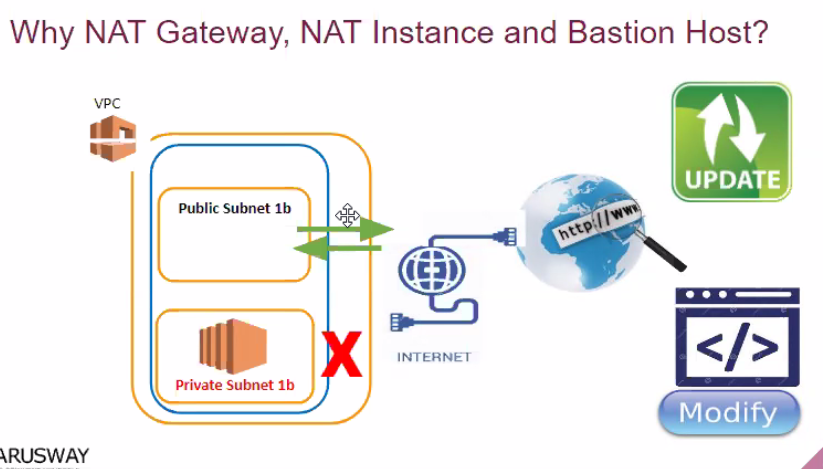 Why NAT Gateway, NAT Instance and Bastion Host?
VPC
Public Subnet 1b
Private Subnet 1b
INTERNET
http://www
UPDATE
</>
Modify
ARUSWAY